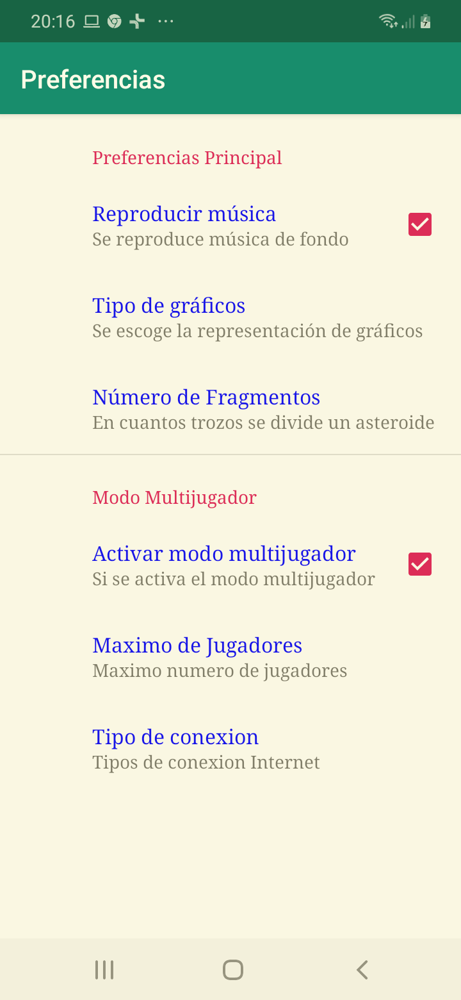 20:16
Preferencias
Preferencias Principal
Reproducir música
Se reproduce música de fondo
Tipo de gráficos
Se escoge la representación de gráficos
Número de Fragmentos
En cuantos trozos se divide un asteroide
Modo Multijugador
Activar modo multijugador
Si se activa el modo multijugador
Maximo de Jugadores
Maximo numero de jugadores
Tipo de conexion
Tipos de conexion Internet